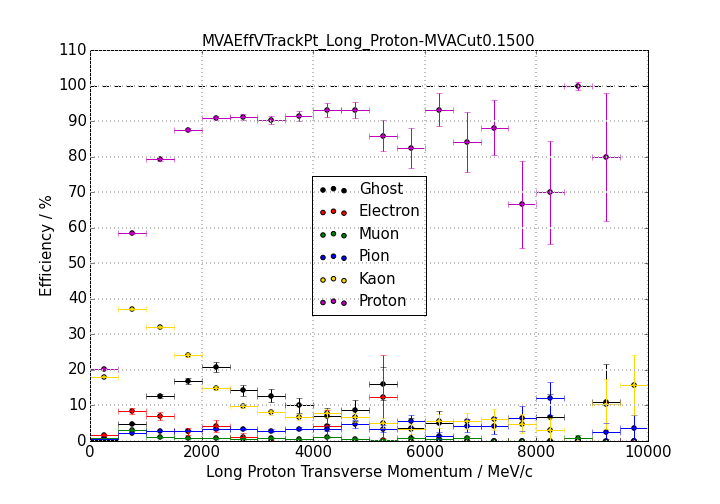 MVAEffVTrackPt_Long_Proton-MVACut0.1500
110
100
90
80
70
60
50
40
30
20
10
0
Efficiency / %
Ghost
Electron
Muon
Pion
Kaon
Proton
0 2000 4000 6000 8000 10000
Long Proton Transverse Momentum / MeV/c